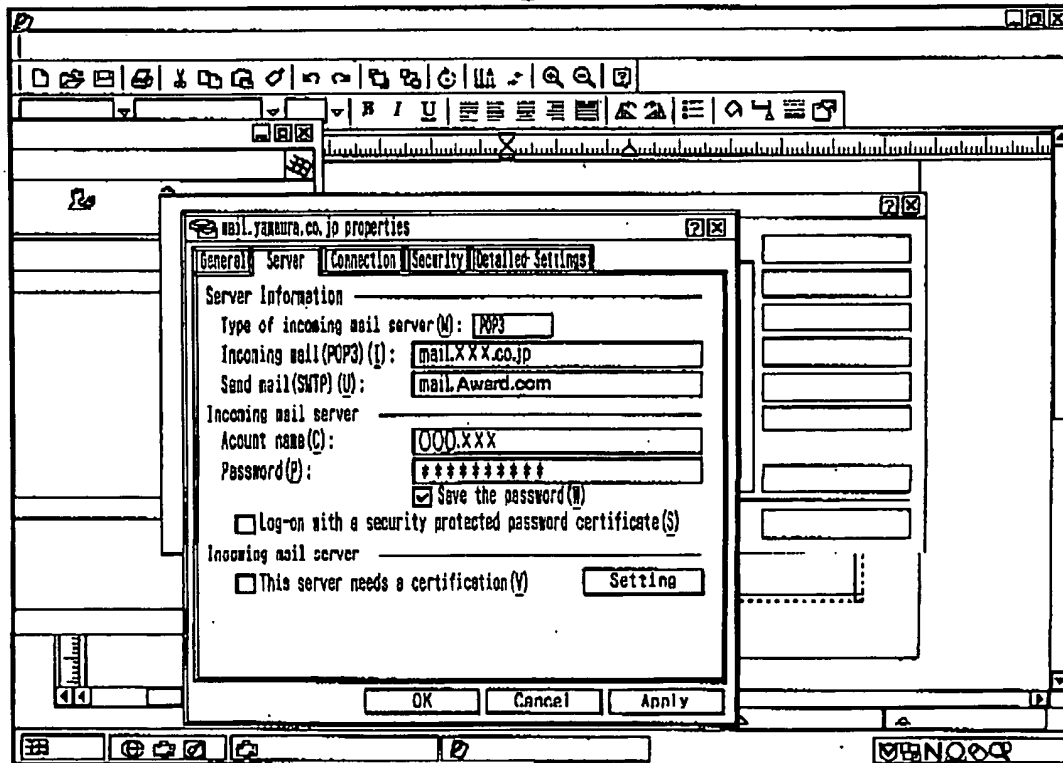 B I U
mail.yamaura.co.jp properties
General Server Connection Security Detailed Settings
Server Information
Type of incoming mail server(M): POP3
Incoming mail(POP3)(I): mail.XXX.co.jp
Send mail(SMTP)(U): mail.Award.com
Incoming mail server
Acount name(C): OOO.XXX
Password(P): **********
Save the password(W)
Log-on with a security protected password certificate(S)
Incoming mail server
This server needs a certification(V) Setting
OK Cancel Apply